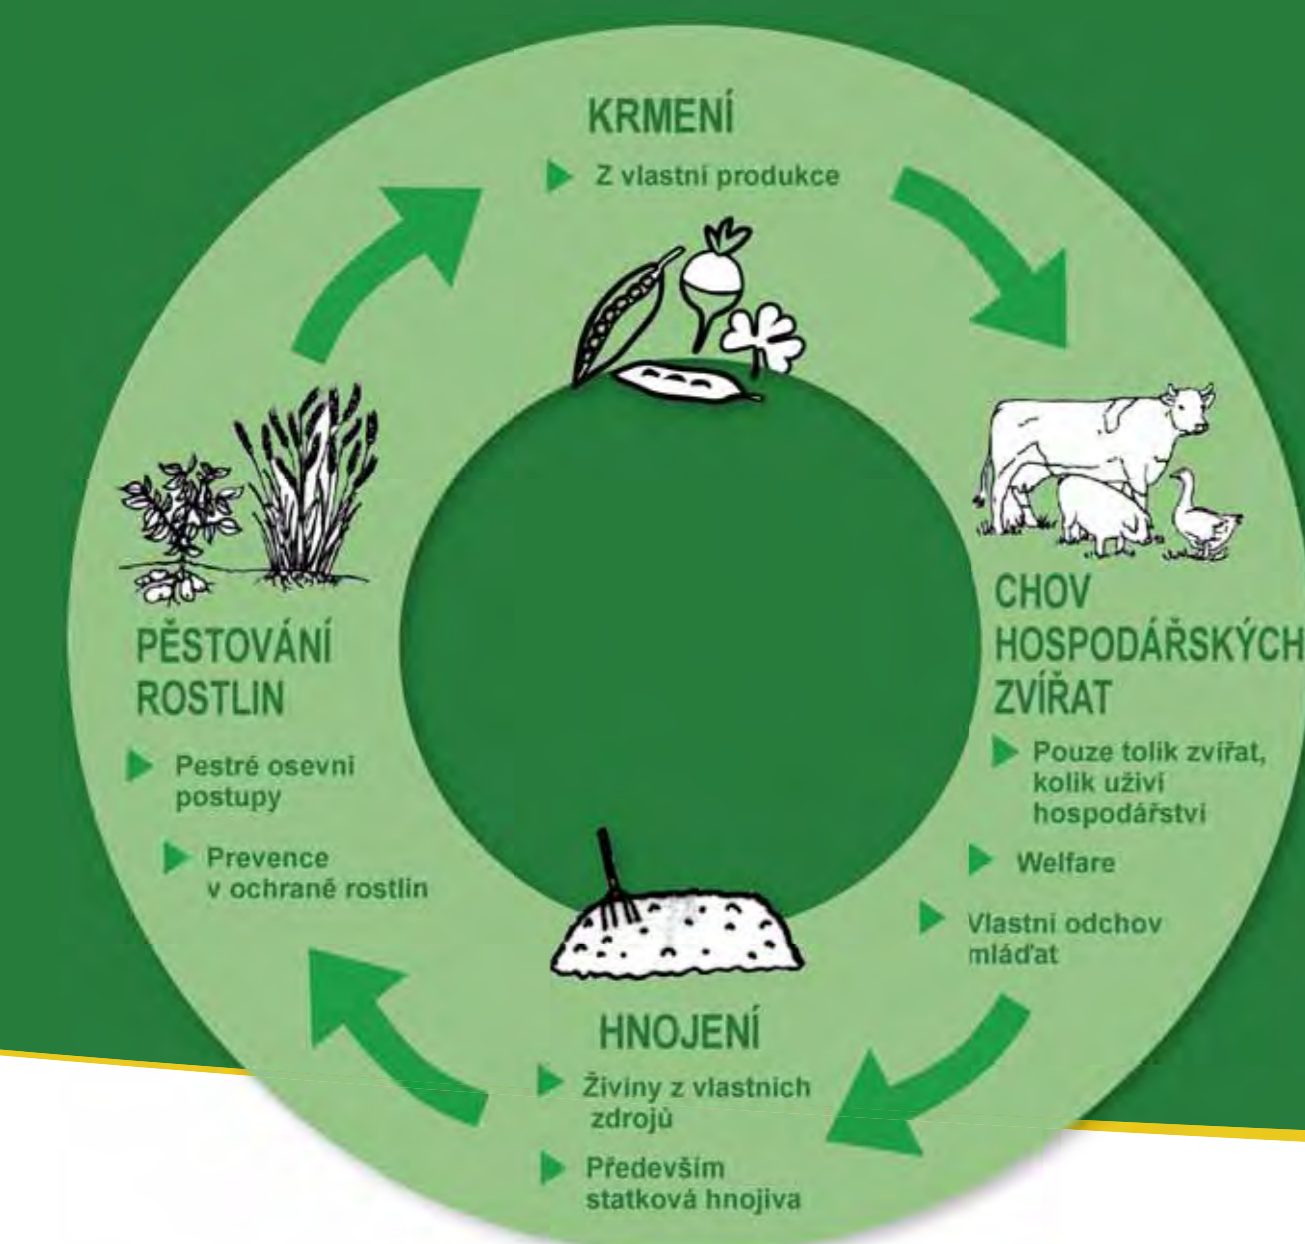 KRMENÍ
Z vlastní produkce
CHOV
HOSPODÁŘSKÝCH
ZVÍŘAT
Pouze tolik zvířat,
kolik uživí
hospodářství
Welfare
Vlastní odchov
mláďat
HNOJENÍ
Živiny z vlastních
zdrojů
Především
statková hnojiva
PĚSTOVÁNÍ
ROSTLIN
Pestré osevní
postupy
Prevence
v ochraně rostlin